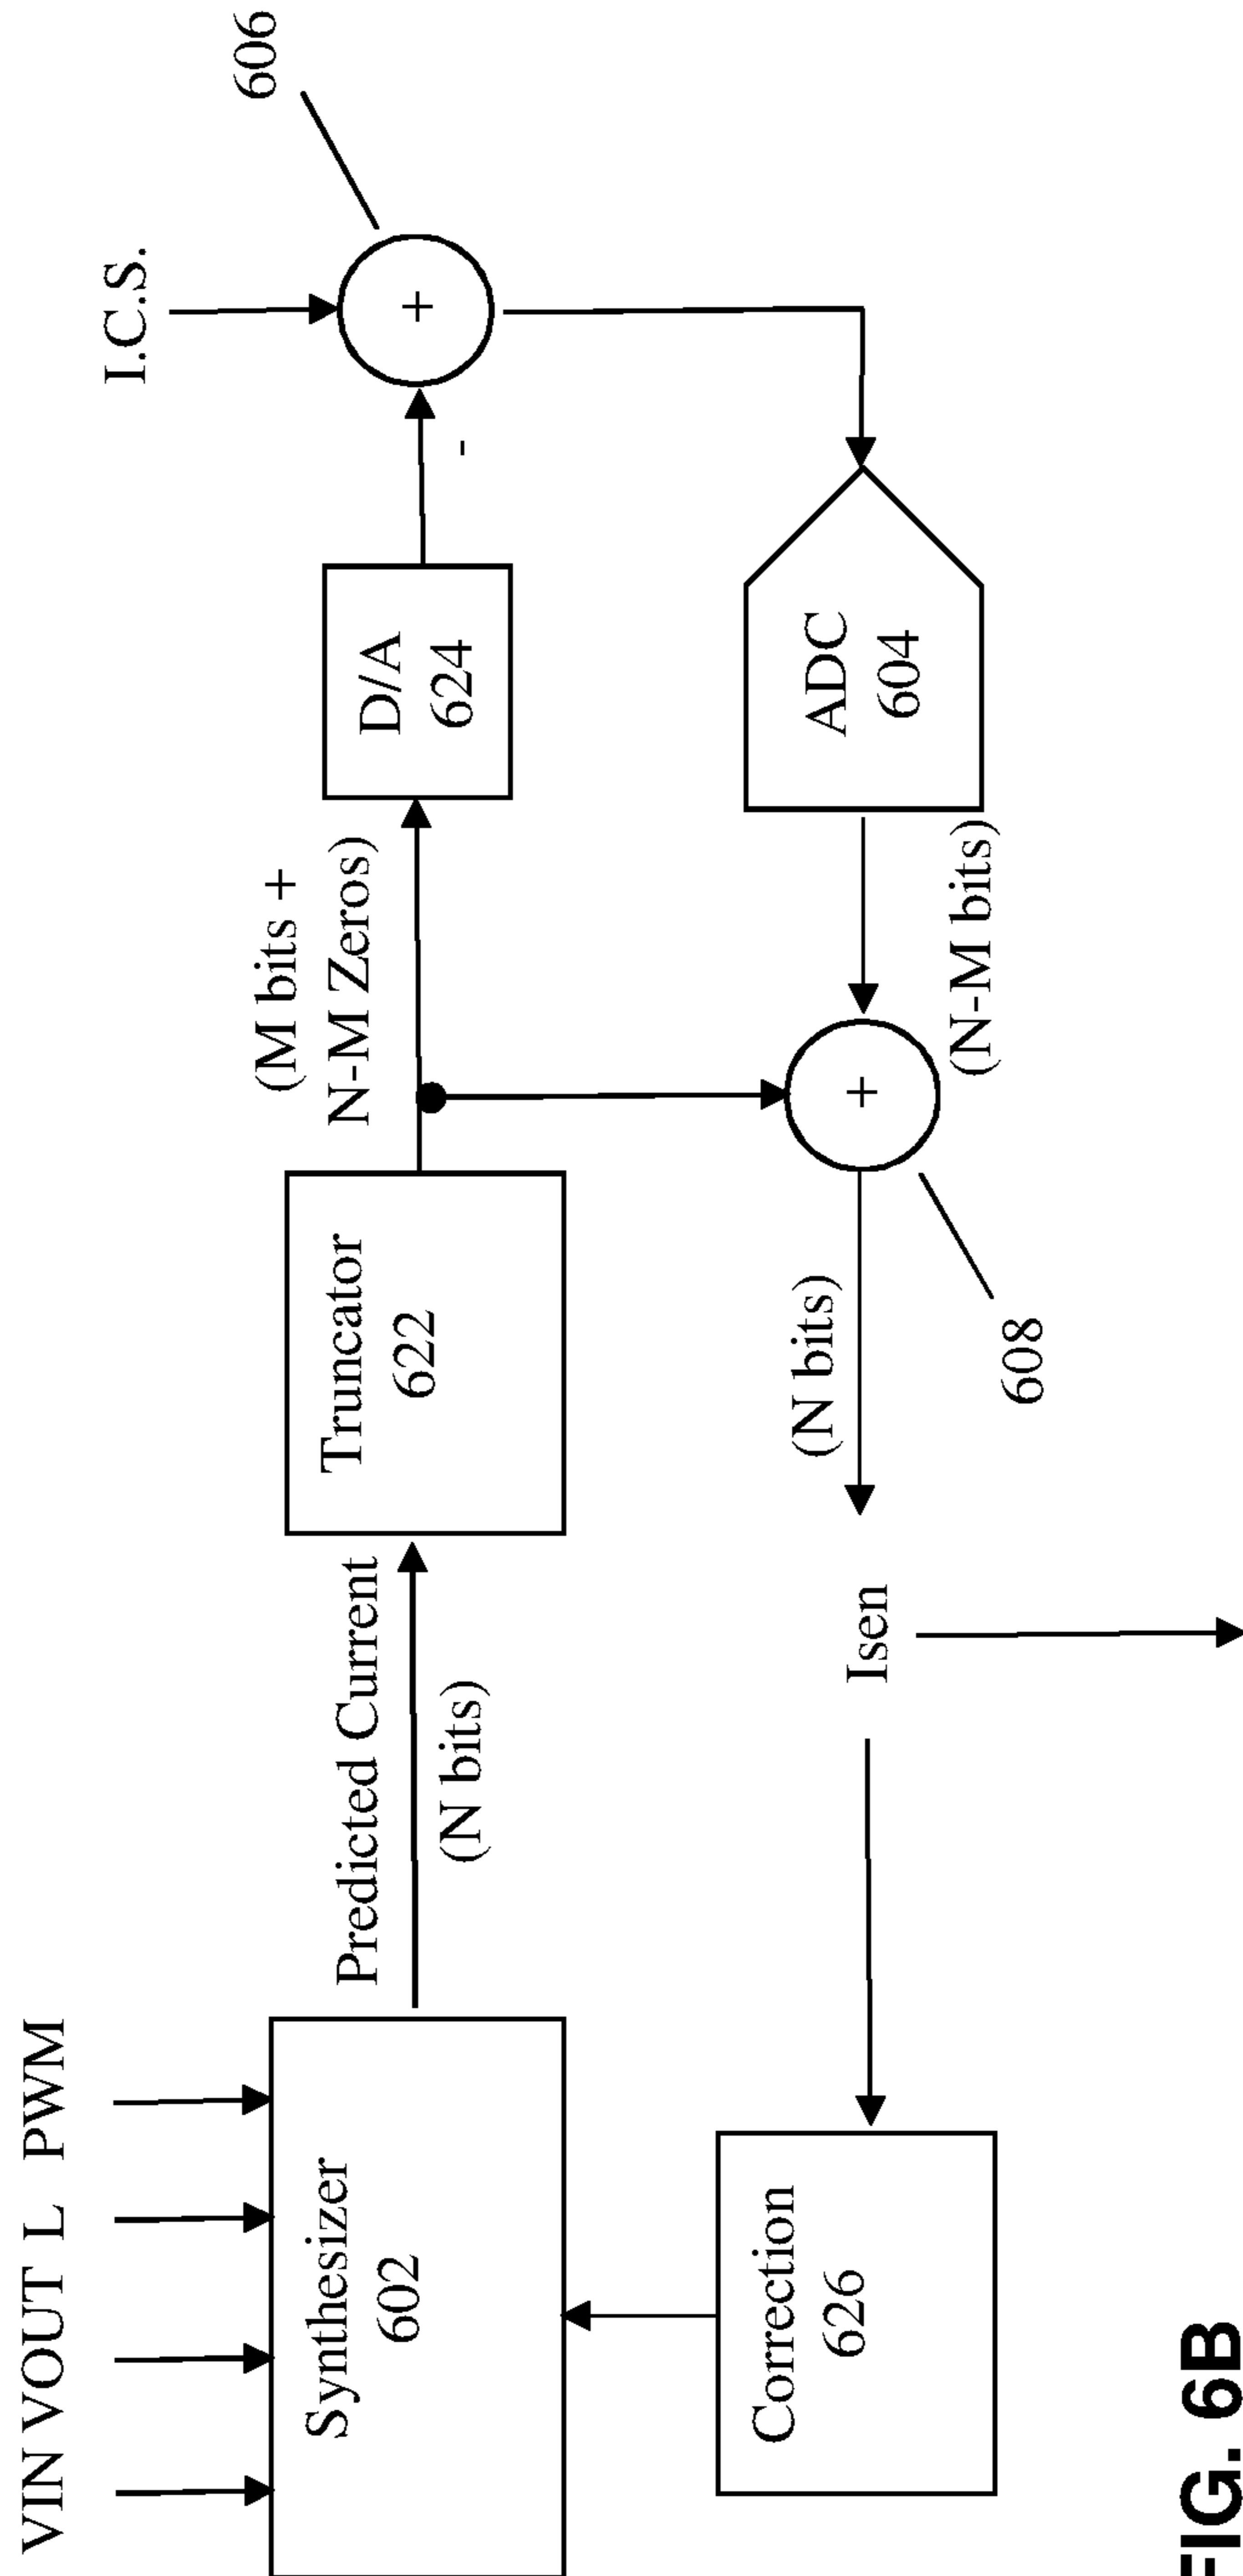 VIN VOUT L PWM
Synthesizer
602
Predicted Current
(N bits)
Truncator
622
(M bits +
N-M Zeros)
D/A
624
-
I.C.S.
+
606
ADC
604
(N-M bits)
+
608
(N bits)
Isen
Correction
626
FIG. 6B